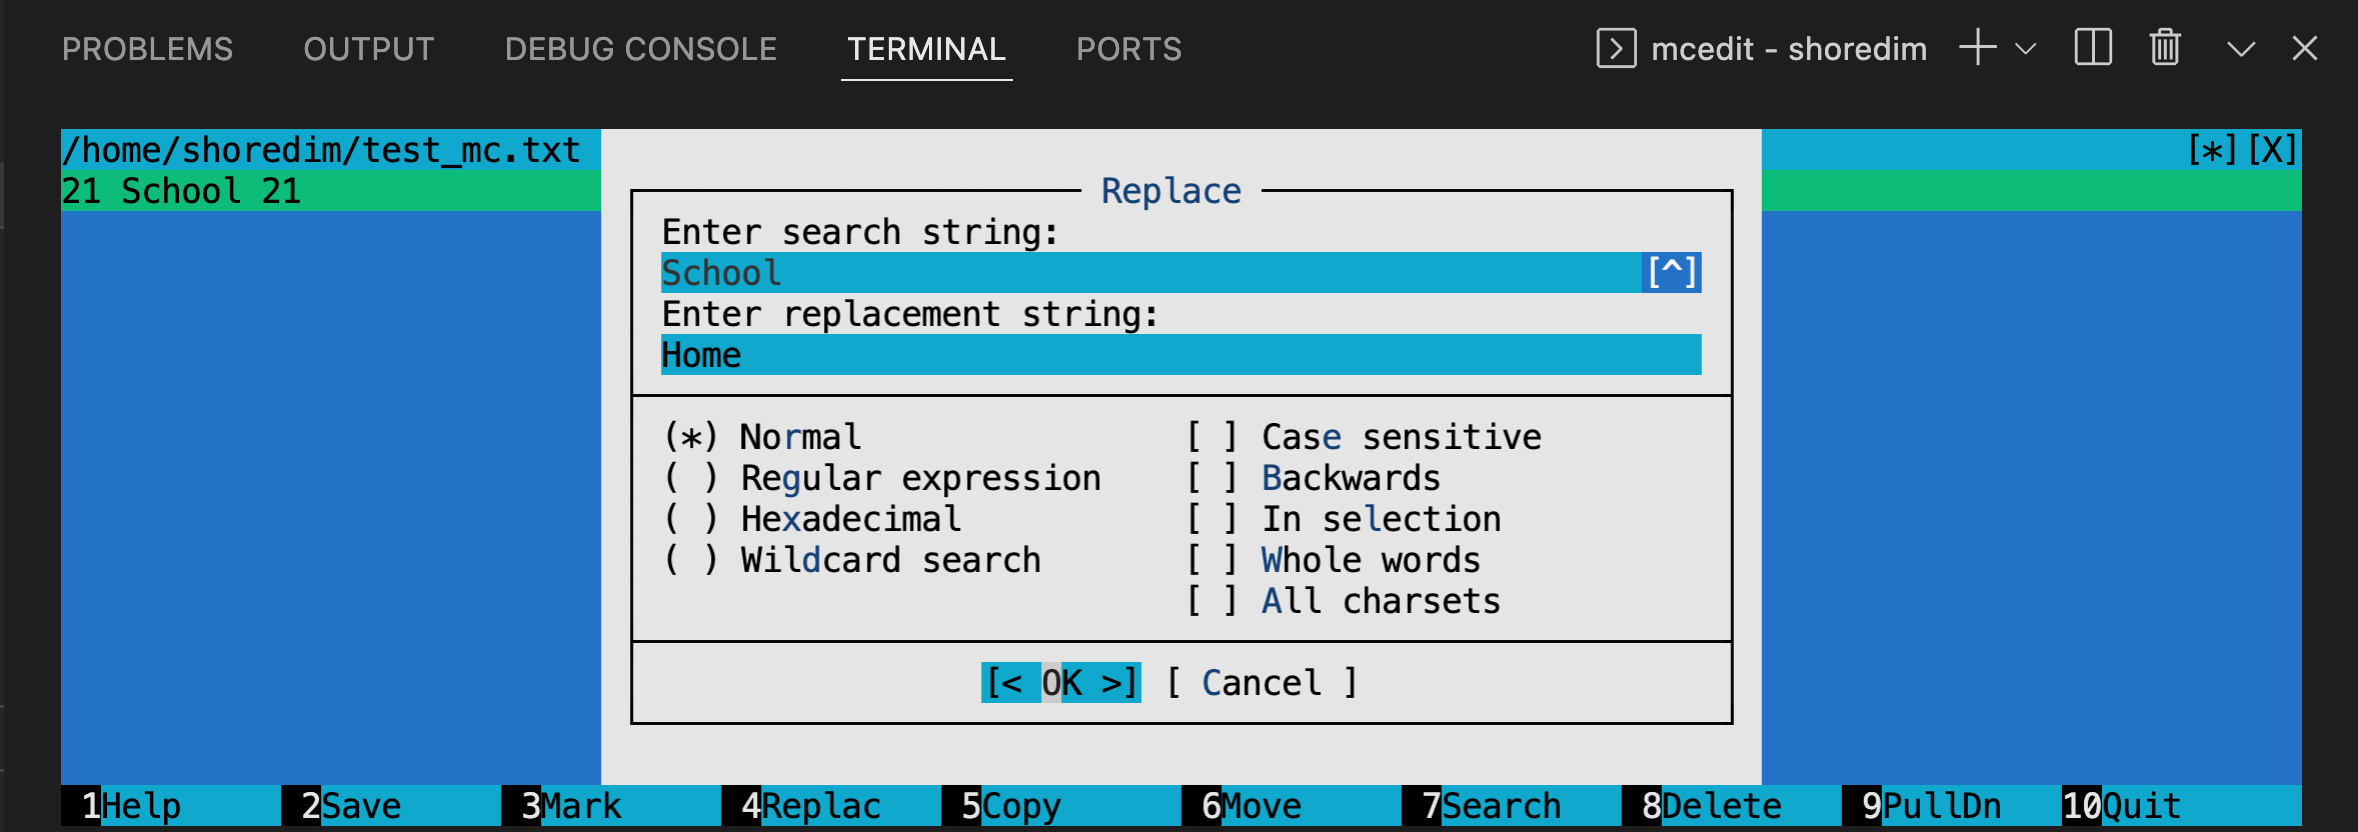 PROBLEMS OUTPUT DEBUG CONSOLE TERMINAL PORTS mcedit - shoredim
/home/shoredim/test_mc.txt [*][X]
21 School 21
Replace
Enter search string:
School [^]
Enter replacement string:
Home
(*) Normal [ ] Case sensitive
( ) Regular expression [ ] Backwards
( ) Hexadecimal [ ] In selection
( ) Wildcard search [ ] Whole words
[ ] All charsets
[< OK >] [ Cancel ]
1Help 2Save 3Mark 4Replac 5Copy 6Move 7Search 8Delete 9PullDn 10Quit